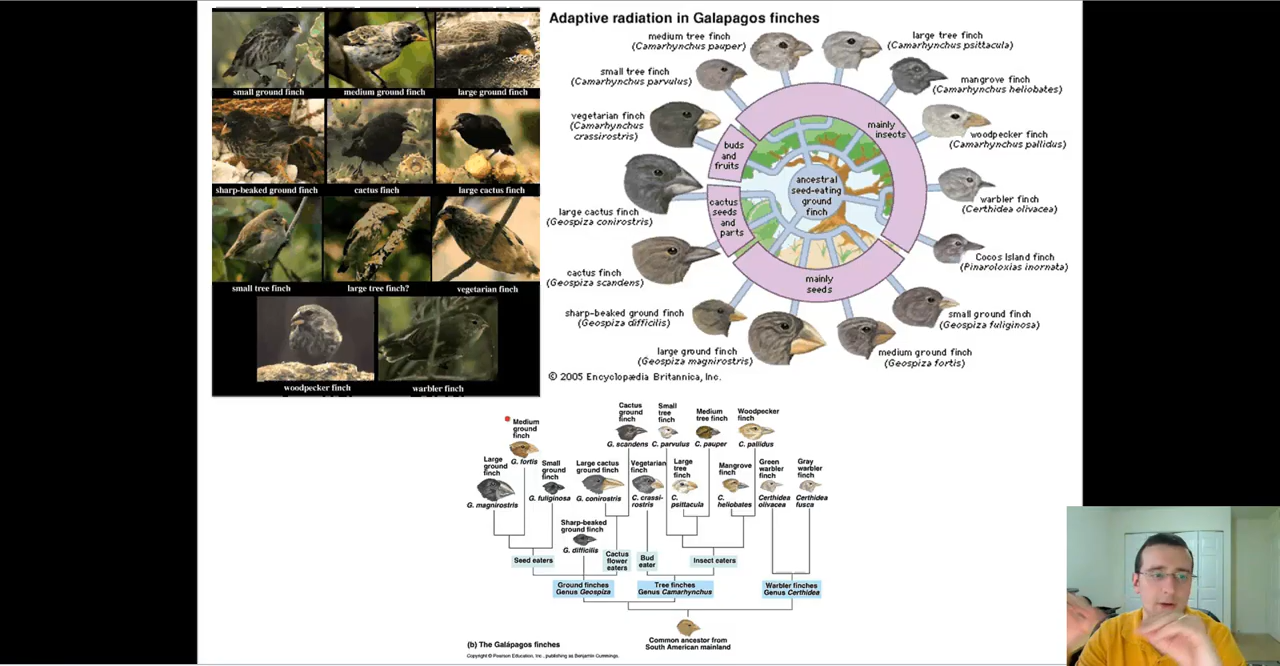 small ground finch
medium ground finch
large ground finch
sharp-beaked ground finch
cactus finch
large cactus finch
small tree finch
large tree finch?
vegetarian finch
woodpecker finch
warbler finch
Adaptive radiation in Galapagos finches
medium tree finch
(Camarhynchus pauper)
large tree finch
(Camarhynchus psittacula)
small tree finch
(Camarhynchus parvulus)
mangrove finch
(Camarhynchus heliobates)
vegetarian finch
(Camarhynchus
crassirostris)
woodpecker finch
(Camarhynchus pallidus)
large cactus finch
(Geospiza conirostris)
warbler finch
(Certhidea olivacea)
cactus finch
(Geospiza scandens)
Cocos Island finch
(Pinaroloxias inornata)
sharp-beaked ground finch
(Geospiza difficilis)
small ground finch
(Geospiza fuliginosa)
large ground finch
(Geospiza magnirostris)
medium ground finch
(Geospiza fortis)
mainly
insects
buds
and
fruits
cactus
seeds
and
parts
mainly
seeds
ancestral
seed-eating
ground
finch
© 2005 Encyclopædia Britannica, Inc.
Medium
ground
finch
G. fortis
Cactus
ground
finch
G. scandens
Small
tree
finch
C. parvulus
Medium
tree finch
C. pauper
Woodpecker
finch
C. pallidus
Large
ground
finch
G. magnirostris
Small
ground
finch
G. fuliginosa
Large cactus
ground finch
G. conirostris
Vegetarian
finch
C. crassi-
rostris
Large
tree
finch
C.
psittacula
Mangrove
finch
C.
heliobates
Green
warbler
finch
Certhidea
olivacea
Gray
warbler
finch
Certhidea
fusca
Sharp-beaked
ground finch
G. difficilis
Seed eaters
Cactus
flower
eaters
Bud
eater
Insect eaters
Ground finches
Genus Geospiza
Tree finches
Genus Camarhynchus
Warbler finches
Genus Certhidea
Common ancestor from
South American mainland
(b) The Galápagos finches
Copyright © Pearson Education, Inc., publishing as Benjamin Cummings.